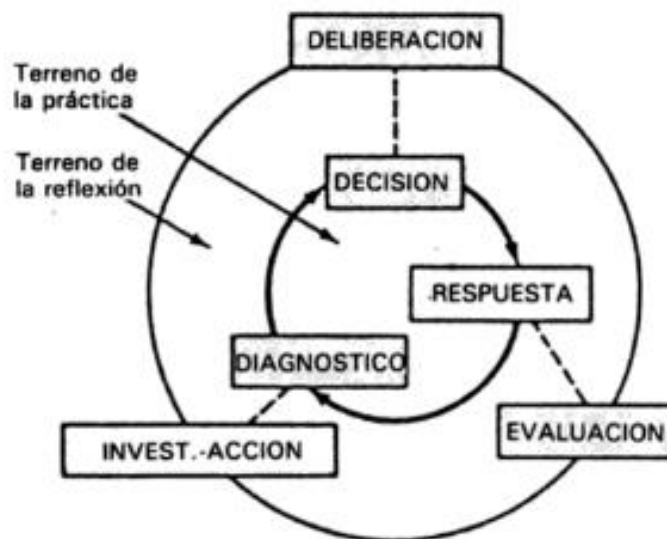 DELIBERACION
Terreno de
la práctica
Terreno de
la reflexión
DECISION
RESPUESTA
DIAGNOSTICO
INVEST.-ACCION
EVALUACION